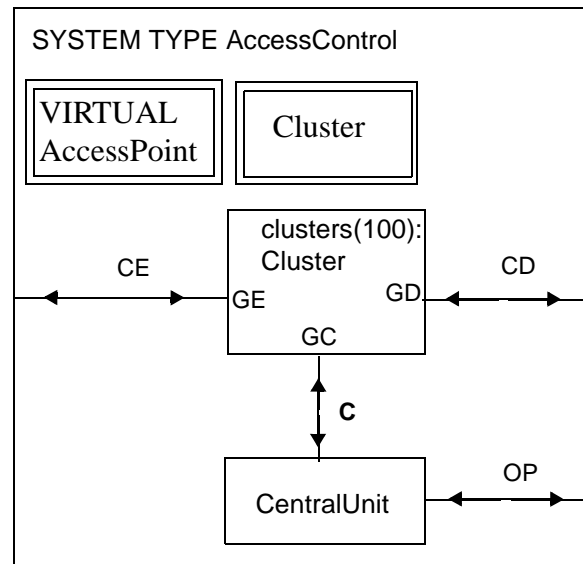 SYSTEM TYPE AccessControl
VIRTUAL
AccessPoint
Cluster
clusters(100):
Cluster
CE
CD
GE
GD
GC
C
OP
CentralUnit